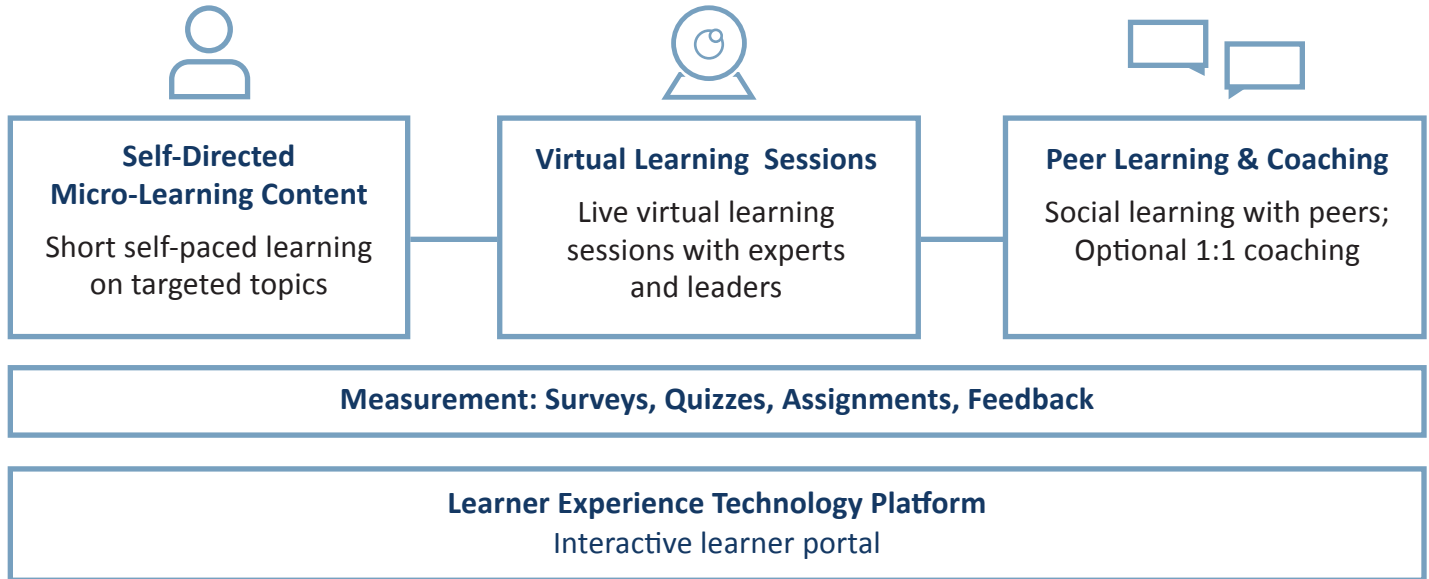 Self-Directed
Micro-Learning Content
Short self-paced learning
on targeted topics
Virtual Learning  Sessions
Live virtual learning
sessions with experts
and leaders
Peer Learning & Coaching
Social learning with peers;
Optional 1:1 coaching
Measurement: Surveys, Quizzes, Assignments, Feedback
Learner Experience Technology Platform
Interactive learner portal